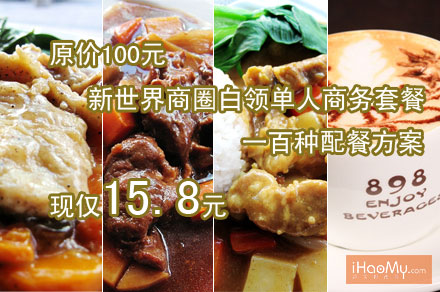 原价100元
新世界商圈白领单人商务套餐
一百种配餐方案
现仅15.8元
898
ENJOY
BEVERAGES
iHaoMy.com